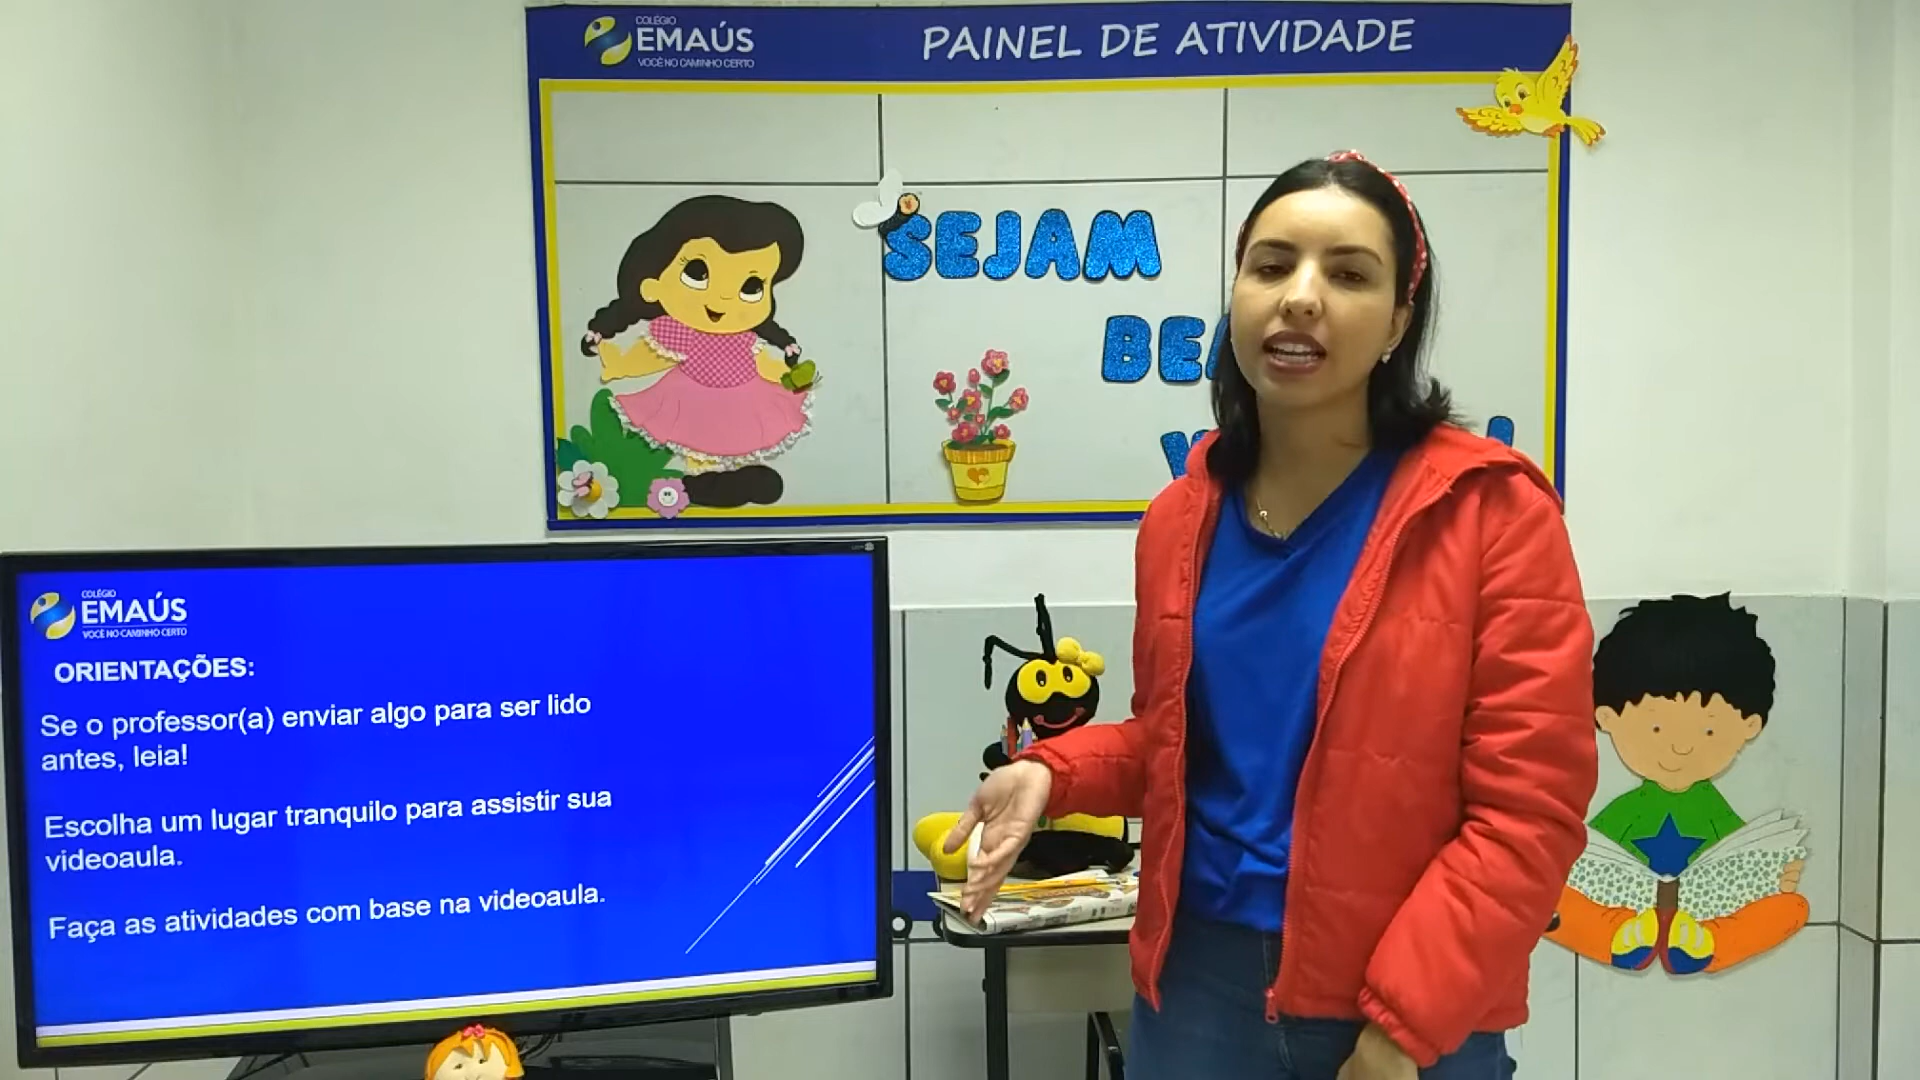 COLÉGIO
EMAÚS
VOCÊ NO CAMINHO CERTO
PAINEL DE ATIVIDADE
SEJAM
COLÉGIO
EMAÚS
VOCÊ NO CAMINHO CERTO
ORIENTAÇÕES:
Se o professor(a) enviar algo para ser lido
antes, leia!
Escolha um lugar tranquilo para assistir sua
videoaula.
Faça as atividades com base na videoaula.